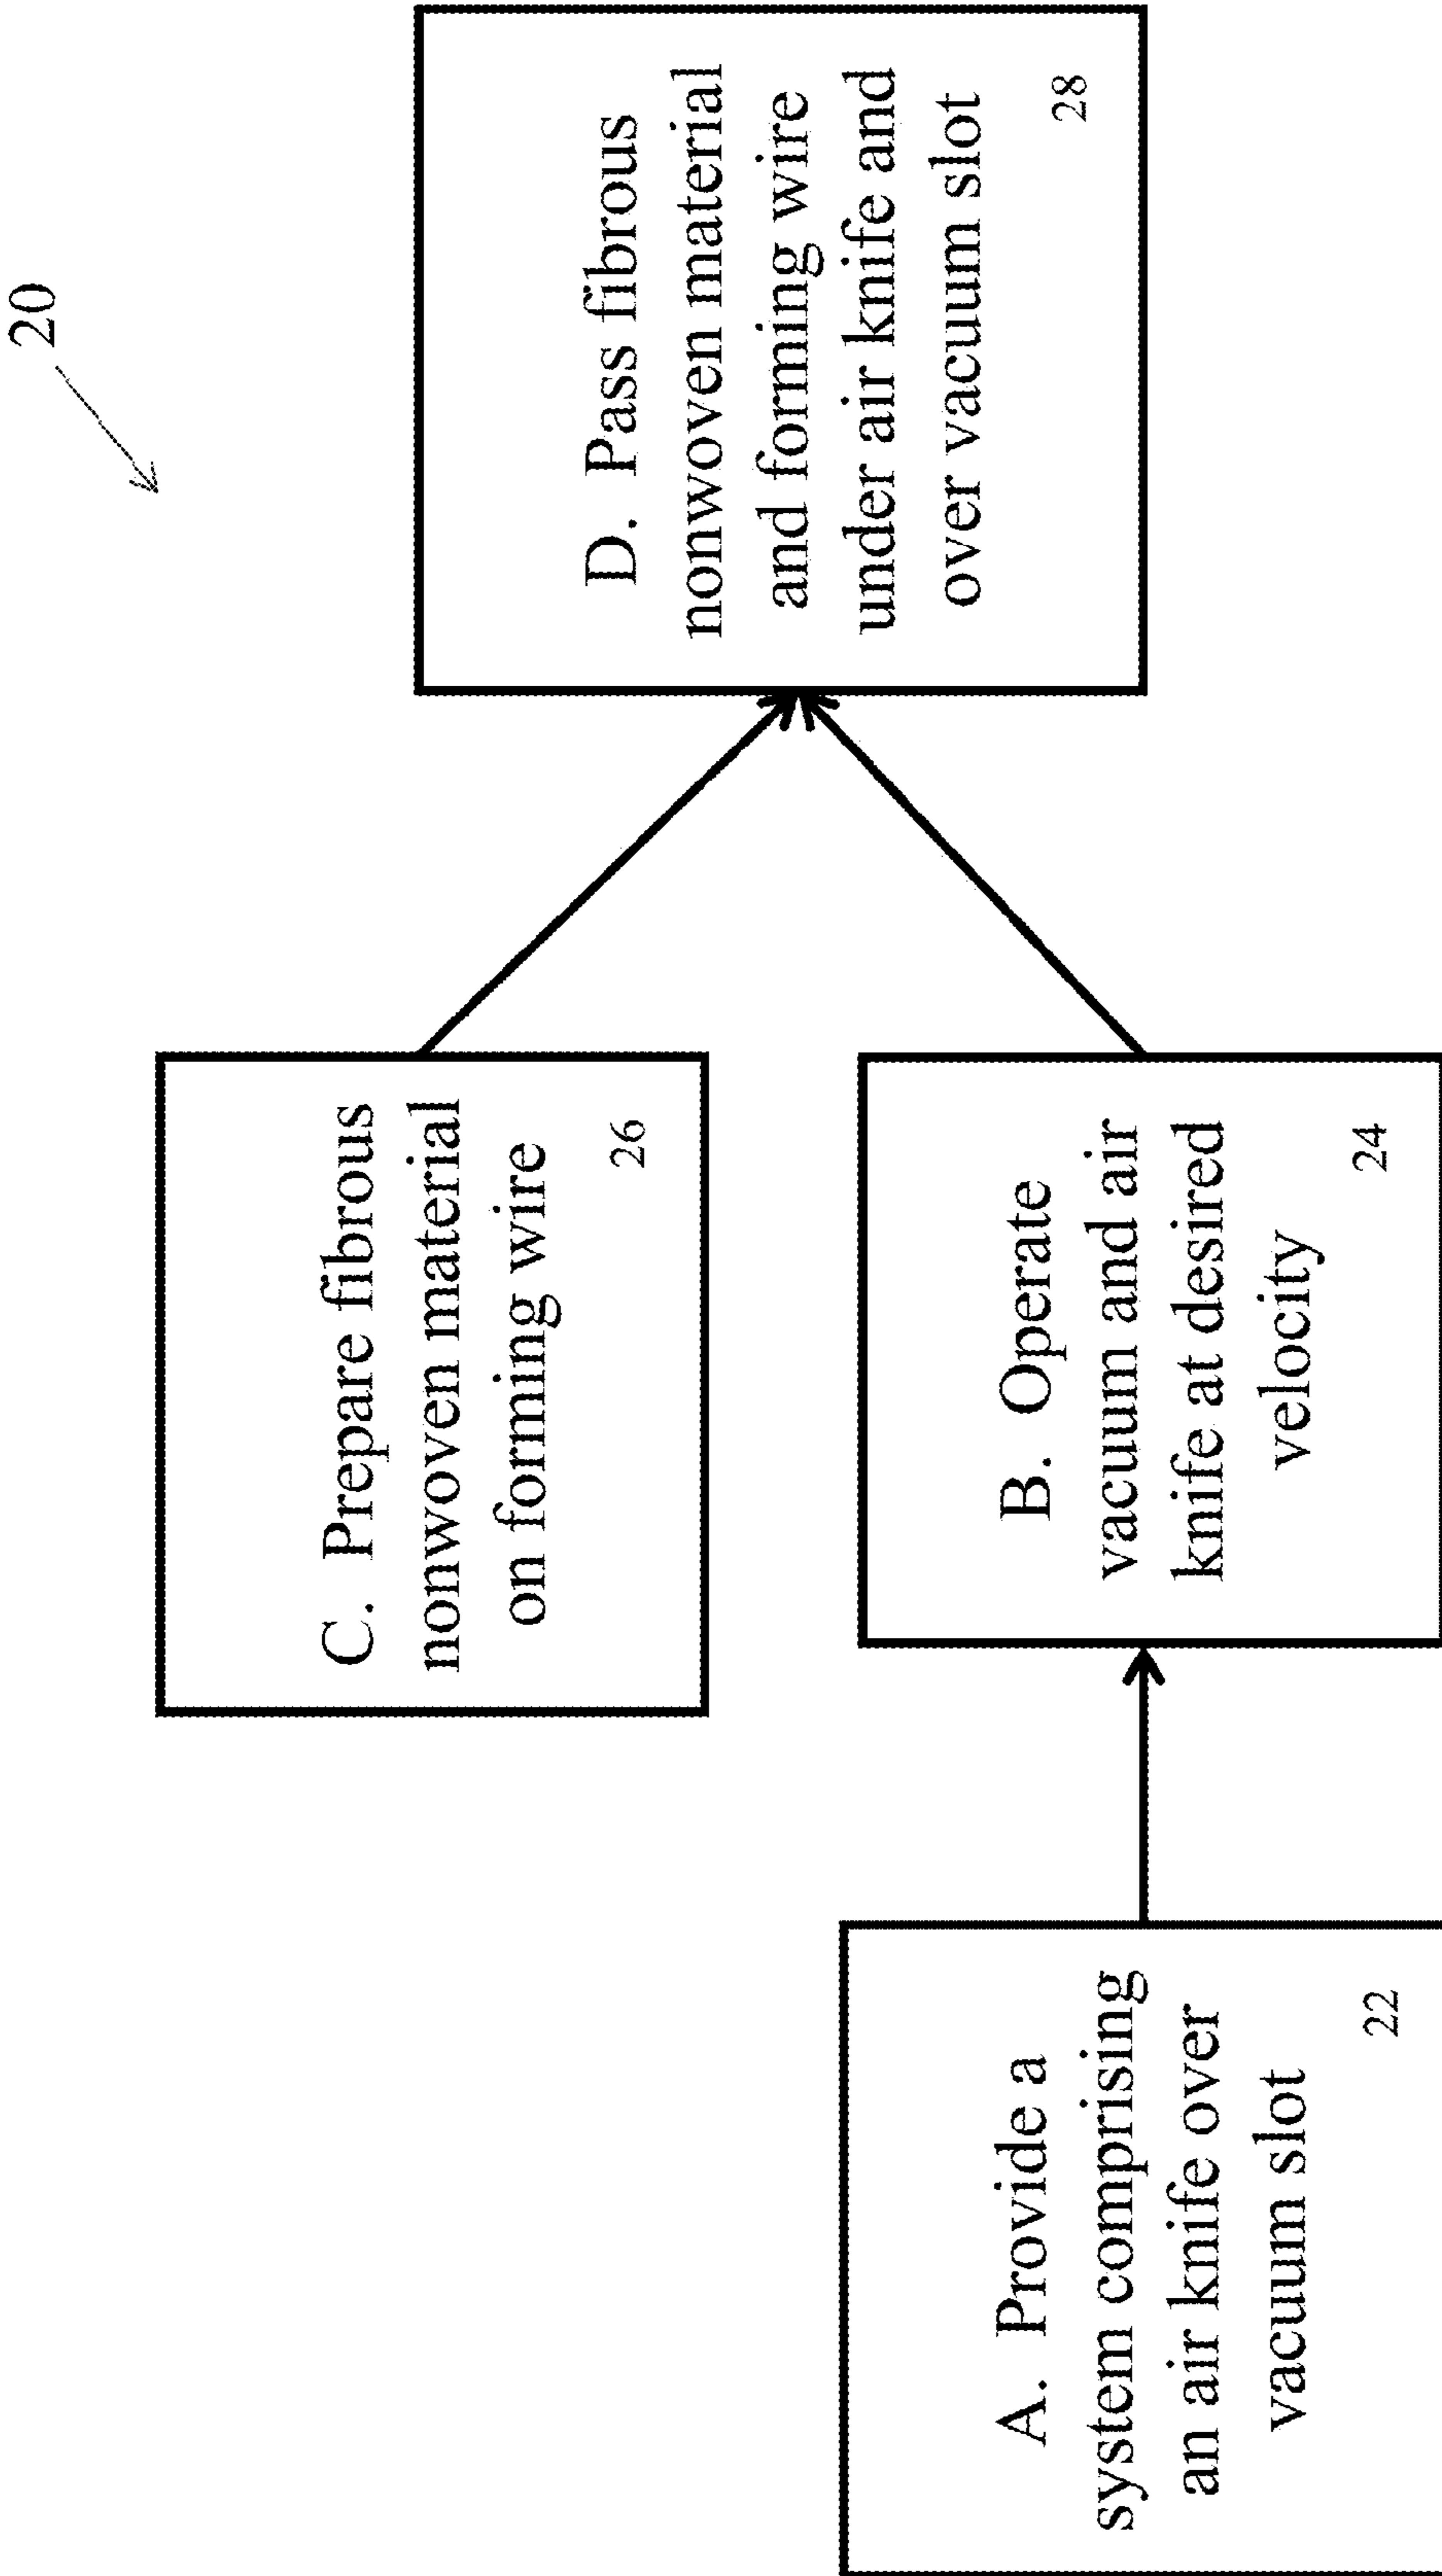 20
C. Prepare fibrous
nonwoven material
on forming wire
26
D. Pass fibrous
nonwoven material
and forming wire
under air knife and
over vacuum slot
28
A. Provide a
system comprising
an air knife over
vacuum slot
22
B. Operate
vacuum and air
knife at desired
velocity
24